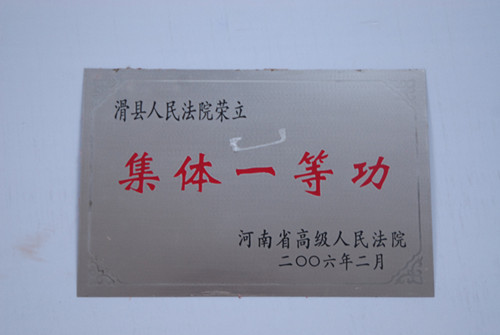 滑县人民法院荣立
集体一等功
河南省高级人民法院
二〇〇六年二月